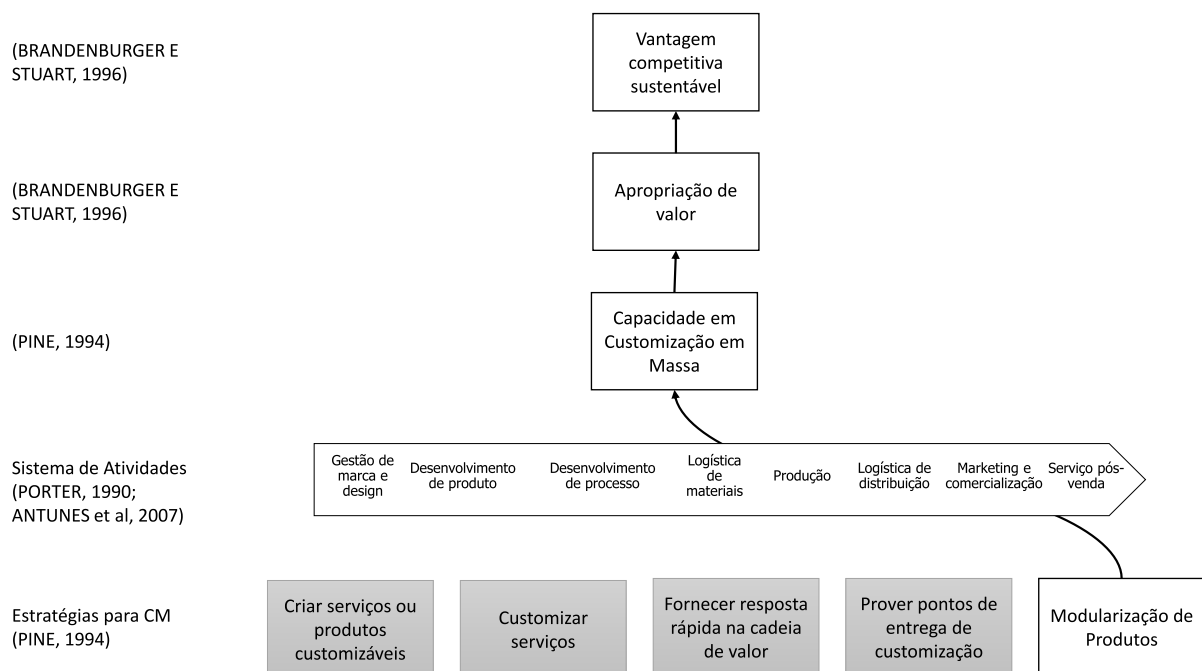 (BRANDENBURGER E
STUART, 1996)
Vantagem
competitiva
sustentável
(BRANDENBURGER E
STUART, 1996)
Apropriação de
valor
(PINE, 1994)
Capacidade em
Customização em
Massa
Sistema de Atividades
(PORTER, 1990;
ANTUNES et al, 2007)
Gestão de
marca e
design
Desenvolvimento
de produto
Desenvolvimento
de processo
Logística
de
materiais
Produção
Logística de
distribuição
Marketing e
comercialização
Serviço pós-
venda
Estratégias para CM
(PINE, 1994)
Criar serviços ou
produtos
customizáveis
Customizar
serviços
Fornecer resposta
rápida na cadeia
de valor
Prover pontos de
entrega de
customização
Modularização de
Produtos